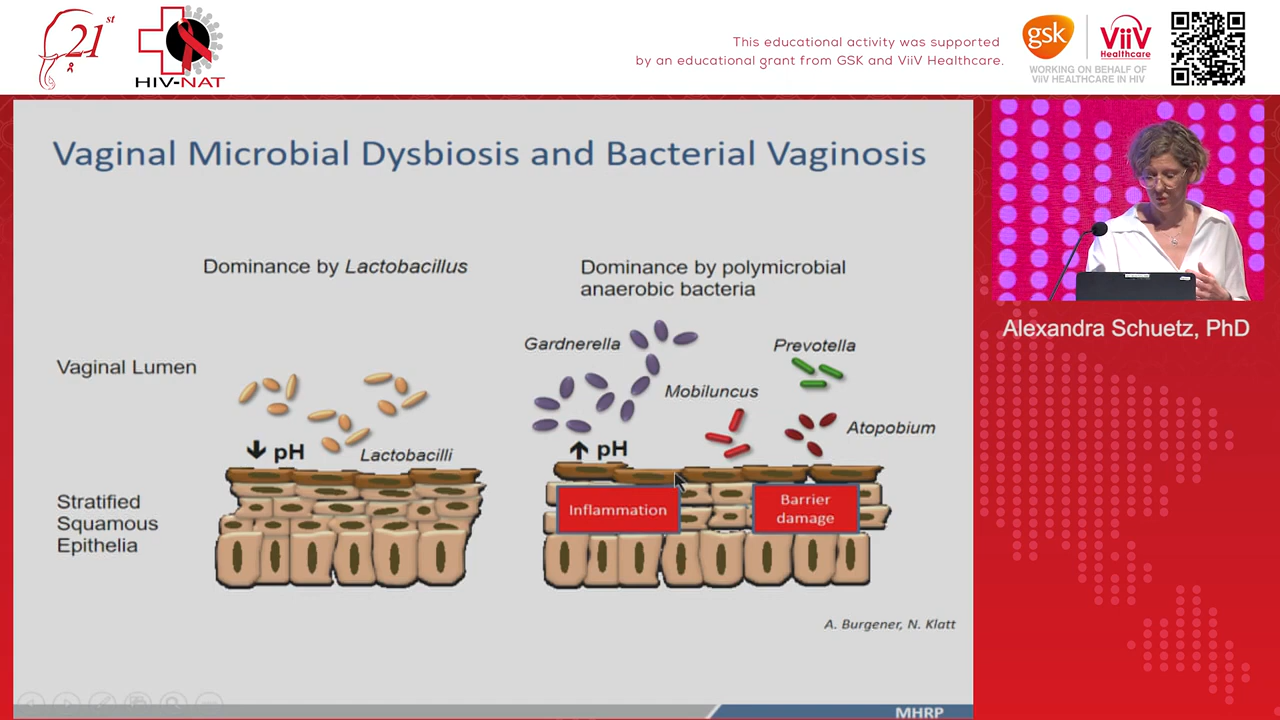 21st
HIV-NAT
This educational activity was supported
by an educational grant from GSK and ViiV Healthcare.
gsk
ViiV
Healthcare
WORKING ON BEHALF OF
VIIV HEALTHCARE IN HIV
Vaginal Microbial Dysbiosis and Bacterial Vaginosis
Dominance by Lactobacillus
Dominance by polymicrobial
anaerobic bacteria
Vaginal Lumen
Gardnerella
Prevotella
Mobiluncus
Atopobium
↓ pH
Lactobacilli
↑ pH
Stratified
Squamous
Epithelia
Inflammation
Barrier
damage
A. Burgener, N. Klatt
MHRP
Alexandra Schuetz, PhD